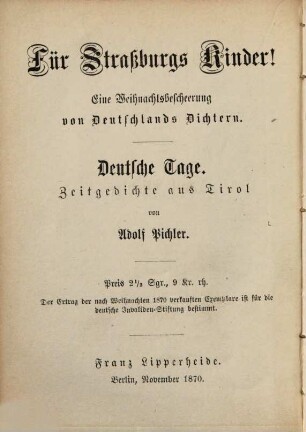 Für Straßburgs Kinder!
Eine Weihnachtsbescheerung
von Deutschlands Dichtern.
Deutsche Tage.
Zeitgedichte aus Tirol
von
Adolf Pichler.
Preis 2½ Sgr., 9 Kr. rh.
Der Ertrag der nach Weihnachten 1870 verkauften Exemplare ist für die
deutsche Invaliden-Stiftung bestimmt.
Franz Lipperheide.
Berlin, November 1870.